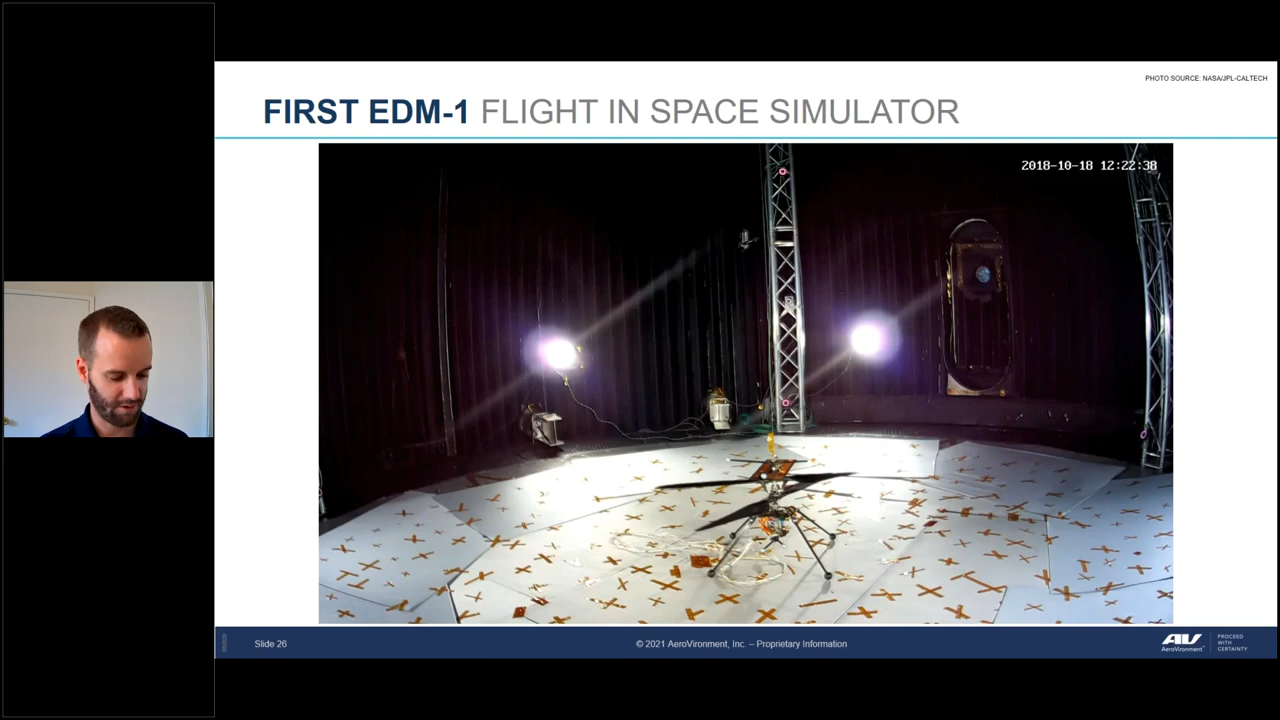 PHOTO SOURCE: NASA/JPL-CALTECH
FIRST EDM-1 FLIGHT IN SPACE SIMULATOR
2018-10-18 12:22:38
Slide 26
© 2021 AeroVironment, Inc. – Proprietary Information
AV
AeroVironment
PROCEED
WITH
CERTAINTY